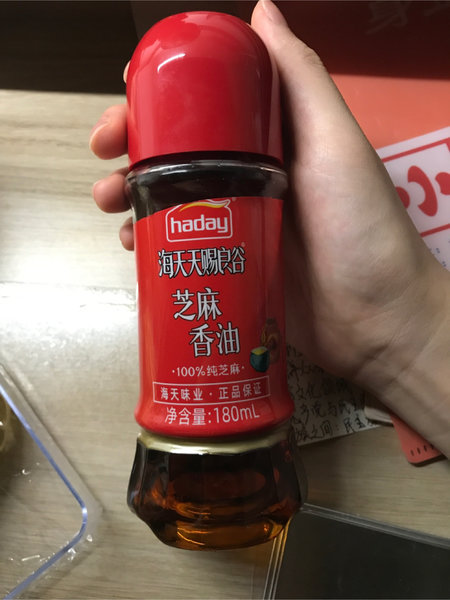 haday
海天天赐良谷
芝麻
香油
·100%纯芝麻·
海天味业·正品保证
净含量:180mL
小